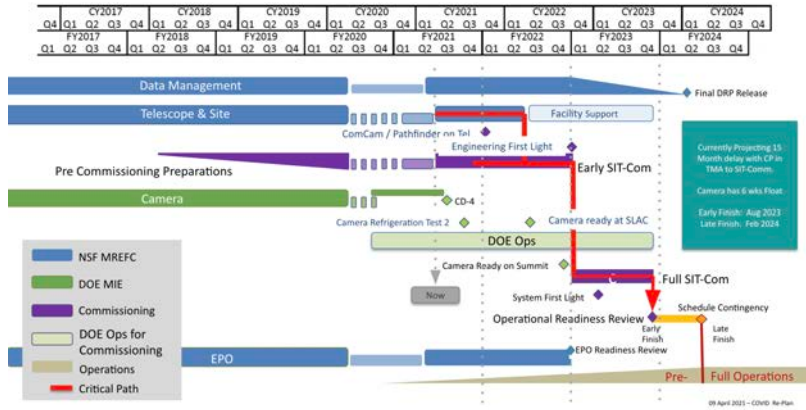 CY2017 CY2018 CY2019 CY2020 CY2021 CY2022 CY2023 CY2024
Q4 Q1 Q2 Q3 Q4 Q1 Q2 Q3 Q4 Q1 Q2 Q3 Q4 Q1 Q2 Q3 Q4 Q1 Q2 Q3 Q4 Q1 Q2 Q3 Q4 Q1 Q2 Q3 Q4 Q1 Q2 Q3
FY2017 FY2018 FY2019 FY2020 FY2021 FY2022 FY2023 FY2024
Q1 Q2 Q3 Q4 Q1 Q2 Q3 Q4 Q1 Q2 Q3 Q4 Q1 Q2 Q3 Q4 Q1 Q2 Q3 Q4 Q1 Q2 Q3 Q4 Q1 Q2 Q3 Q4 Q1 Q2 Q3 Q4
Data Management
Final DRP Release
Telescope & Site
Facility Support
ComCam / Pathfinder on Tel
Engineering First Light
Pre Commissioning Preparations
Early SIT-Com
Currently Projecting 15
Month delay with CP in
TMA to SIT-Comm.
Camera has 6 wks Float
Early Finish: Aug 2023
Late Finish: Feb 2024
Camera
CD-4
Camera Refrigeration Test 2
Camera ready at SLAC
DOE Ops
Camera Ready on Summit
Full SIT-Com
Now
System First Light
Operational Readiness Review
Schedule Contingency
Early
Finish
Late
Finish
NSF MREFC
DOE MIE
Commissioning
DOE Ops for
Commissioning
Operations
Critical Path
EPO
EPO Readiness Review
Pre-
Full Operations
09 April 2021 – COVID Re-Plan